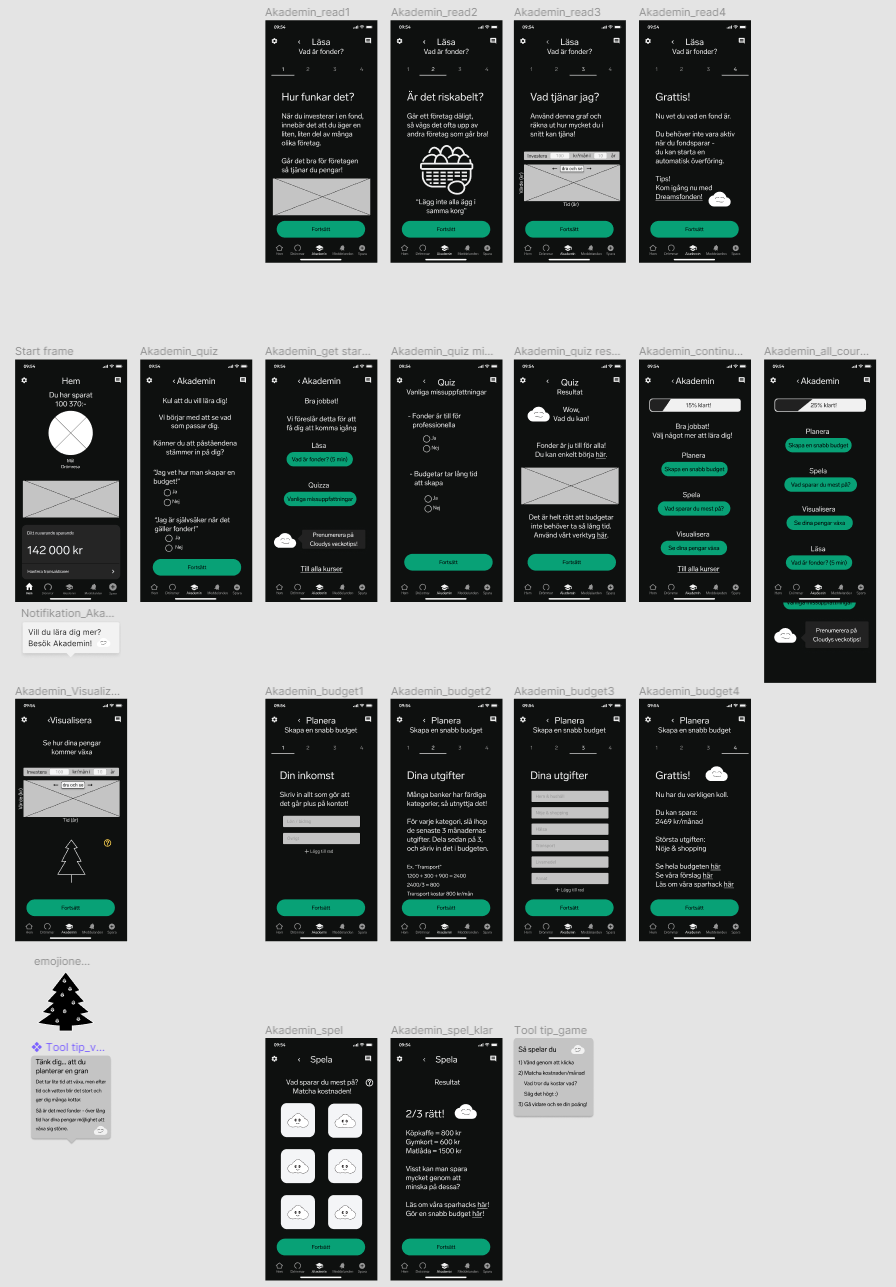 Akademin_read1
09:54
Läsa
Vad är fonder?
1 2 3 4
Hur funkar det?
När du investerar i en fond,
innebär det att du äger en
liten, liten del av många
olika företag.
Går det bra för företagen
så tjänar du pengar!
Fortsätt
Hem Drömmar Akademin Meddelanden Spara
Akademin_read2
09:54
Läsa
Vad är fonder?
1 2 3 4
Är det riskabelt?
Går ett företag dåligt,
så vägs det ofta upp av
andra företag som går bra!
"Lägg inte alla ägg i
samma korg"
Fortsätt
Hem Drömmar Akademin Meddelanden Spara
Akademin_read3
09:54
Läsa
Vad är fonder?
1 2 3 4
Vad tjänar jag?
Använd denna graf och
räkna ut hur mycket du i
snitt kan tjäna!
Investera 100 kr/mån i 10 år
← dra och se →
Värde (kr)
Tid (år)
Fortsätt
Hem Drömmar Akademin Meddelanden Spara
Akademin_read4
09:54
Läsa
Vad är fonder?
1 2 3 4
Grattis!
Nu vet du vad en fond är.
Du behöver inte vara aktiv
när du fondsparar -
du kan starta en
automatisk överföring.
Tips!
Kom igång nu med
Dreamsfonden!
Fortsätt
Hem Drömmar Akademin Meddelanden Spara
Start frame
09:54
Hem
Du har sparat
100 370:-
Mål
Drömresa
Ditt nuvarande sparande
142 000 kr
Hantera transaktioner
Hem Drömmar Akademin Meddelanden Spara
Akademin_quiz
09:54
Akademin
Kul att du vill lära dig!
Vi börjar med att se vad
som passar dig.
Känner du att påståendena
stämmer in på dig?
"Jag vet hur man skapar en
budget!"
Ja
Nej
"Jag är självsäker när det
gäller fonder!"
Ja
Nej
Fortsätt
Hem Drömmar Akademin Meddelanden Spara
Akademin_get star...
09:54
Akademin
Bra jobbat!
Vi föreslår detta för att
få dig att komma igång
Läsa
Vad är fonder? (5 min)
Quizza
Vanliga missuppfattningar
Prenumerera på
Cloudys veckotips!
Till alla kurser
Hem Drömmar Akademin Meddelanden Spara
Akademin_quiz mi...
09:54
Quiz
Vanliga missuppfattningar
- Fonder är till för
professionella
Ja
Nej
- Budgetar tar lång tid
att skapa
Ja
Nej
Fortsätt
Hem Drömmar Akademin Meddelanden Spara
Akademin_quiz res...
09:54
Quiz
Resultat
Wow,
Vad du kan!
Fonder är ju till för alla!
Du kan enkelt börja här.
Det är helt rätt att budgetar
inte behöver ta så lång tid.
Använd vårt verktyg här.
Fortsätt
Hem Drömmar Akademin Meddelanden Spara
Akademin_continu...
09:54
Akademin
15% klart!
Bra jobbat!
Välj något mer att lära dig!
Planera
Skapa en snabb budget
Spela
Vad sparar du mest på?
Visualisera
Se dina pengar växa
Till alla kurser
Hem Drömmar Akademin Meddelanden Spara
Akademin_all_cour...
09:54
Akademin
25% klart!
Planera
Skapa en snabb budget
Spela
Vad sparar du mest på?
Visualisera
Se dina pengar växa
Läsa
Vad är fonder? (5 min)
Hem Drömmar Akademin Meddelanden Spara
Vanliga missuppfattningar
Prenumerera på
Cloudys veckotips!
Notifikation_Aka...
Vill du lära dig mer?
Besök Akademin!
Akademin_Visualiz...
09:54
Visualisera
Se hur dina pengar
kommer växa
Investera 100 kr/mån i 10 år
← dra och se →
Värde (kr)
Tid (år)
Fortsätt
Hem Drömmar Akademin Meddelanden Spara
Akademin_budget1
09:54
Planera
Skapa en snabb budget
1 2 3 4
Din inkomst
Skriv in allt som gör att
det går plus på kontot!
+ Lägg till mål
Fortsätt
Hem Drömmar Akademin Meddelanden Spara
Akademin_budget2
09:54
Planera
Skapa en snabb budget
1 2 3 4
Dina utgifter
Många banker har färdiga
kategorier, så utnyttja det!
För varje kategori, slå ihop
de senaste 3 månadernas
utgifter. Dela sedan på 3,
och skriv in det i budgeten.
Ex. "Transport"
1200 + 300 + 900 = 2400
2400/3 = 800
Transport kostar 800 kr/mån
Fortsätt
Hem Drömmar Akademin Meddelanden Spara
Akademin_budget3
09:54
Planera
Skapa en snabb budget
1 2 3 4
Dina utgifter
Hem & hushåll
Nöje & shopping
Hälsa
Transport
Livsmedel
Övrigt
+ Lägg till mål
Fortsätt
Hem Drömmar Akademin Meddelanden Spara
Akademin_budget4
09:54
Planera
Skapa en snabb budget
1 2 3 4
Grattis!
Nu har du verkligen koll.
Du kan spara:
2469 kr/månad
Största utgiften:
Nöje & shopping
Se hela budgeten här
Se våra förslag här
Läs om våra sparhack här
Fortsätt
Hem Drömmar Akademin Meddelanden Spara
emojione...
Tool tip_v...
Tänk dig... att du
planterar en gran
Det tar lite tid att växa, men efter
tid och vatten blir det stort och
ger dig många kottar.
Så är det med fonder - över lång
tid har dina pengar möjlighet att
växa sig större.
Akademin_spel
09:54
Spela
Vad sparar du mest på?
Matcha kostnaden!
Fortsätt
Hem Drömmar Akademin Meddelanden Spara
Akademin_spel_klar
09:54
Spela
Resultat
2/3 rätt!
Köpkaffe = 800 kr
Gymkort = 600 kr
Matlåda = 1500 kr
Visst kan man spara
mycket genom att
minska på dessa?
Läs om våra sparhacks här!
Gör en snabb budget här!
Fortsätt
Hem Drömmar Akademin Meddelanden Spara
Tool tip_game
Så spelar du
1) Vänd genom att klicka
2) Matcha kostnaden/månad
Vad tror du kostar vad?
Säg det högt :)
3) Gå vidare och se din poäng!